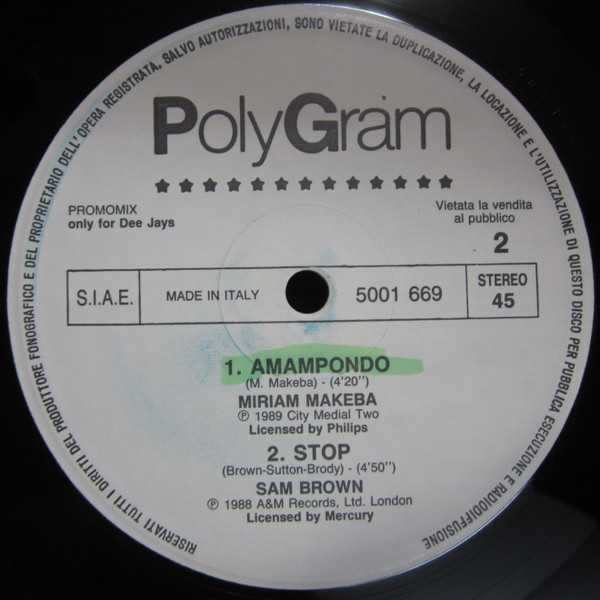 RISERVATI TUTTI I DIRITTI DEL PRODUTTORE FONOGRAFICO E DEL PROPRIETARIO DELL'OPERA REGISTRATA. SALVO AUTORIZZAZIONI, SONO VIETATE LA DUPLICAZIONE, LA LOCAZIONE E L'UTILIZZAZIONE DI QUESTO DISCO PER PUBBLICA ESECUZIONE E RADIODIFFUSIONE
PolyGram
PROMOMIX
only for Dee Jays
Vietata la vendita
al pubblico
2
S.I.A.E.
MADE IN ITALY
5001 669
STEREO
45
1. AMAMPONDO
(M. Makeba) - (4'20'')
MIRIAM MAKEBA
℗ 1989 City Medial Two
Licensed by Philips
2. STOP
(Brown-Sutton-Brody) - (4'50'')
SAM BROWN
℗ 1988 A&M Records, Ltd. London
Licensed by Mercury